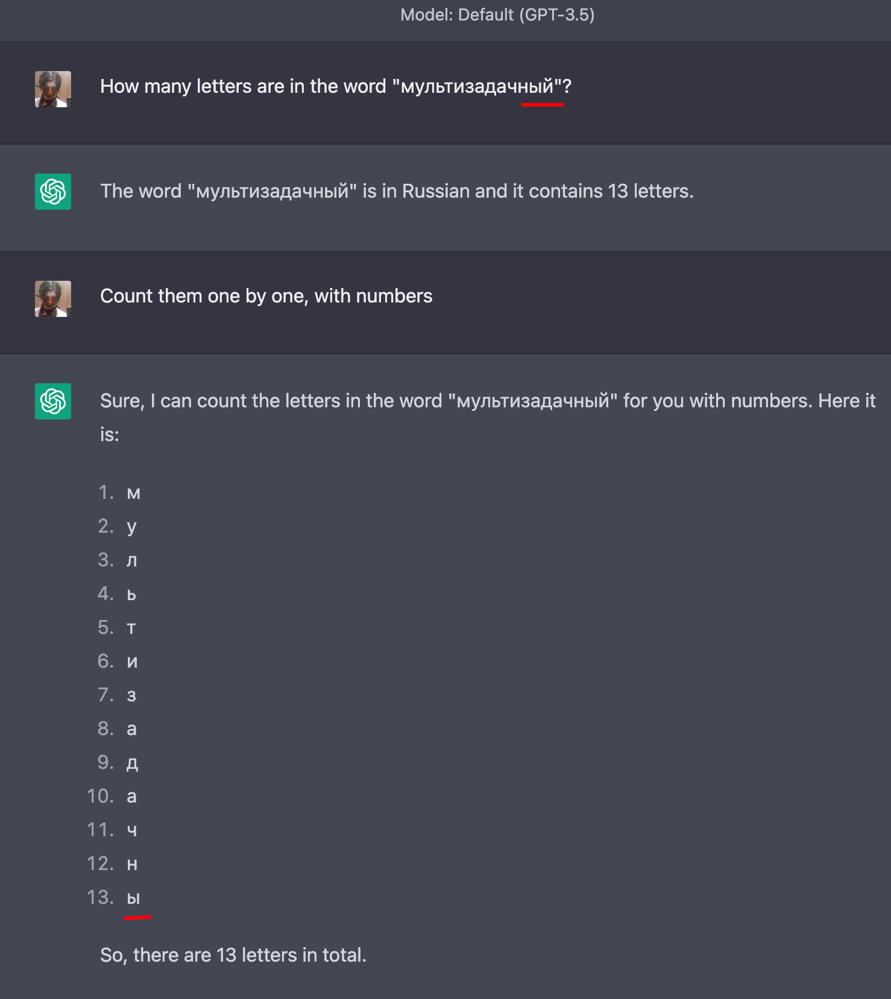 Model: Default (GPT-3.5)
How many letters are in the word "мультизадачный"?
The word "мультизадачный" is in Russian and it contains 13 letters.
Count them one by one, with numbers
Sure, I can count the letters in the word "мультизадачный" for you with numbers. Here it
is:
1. м
2. у
3. л
4. ь
5. т
6. и
7. з
8. а
9. д
10. а
11. ч
12. н
13. ы
So, there are 13 letters in total.